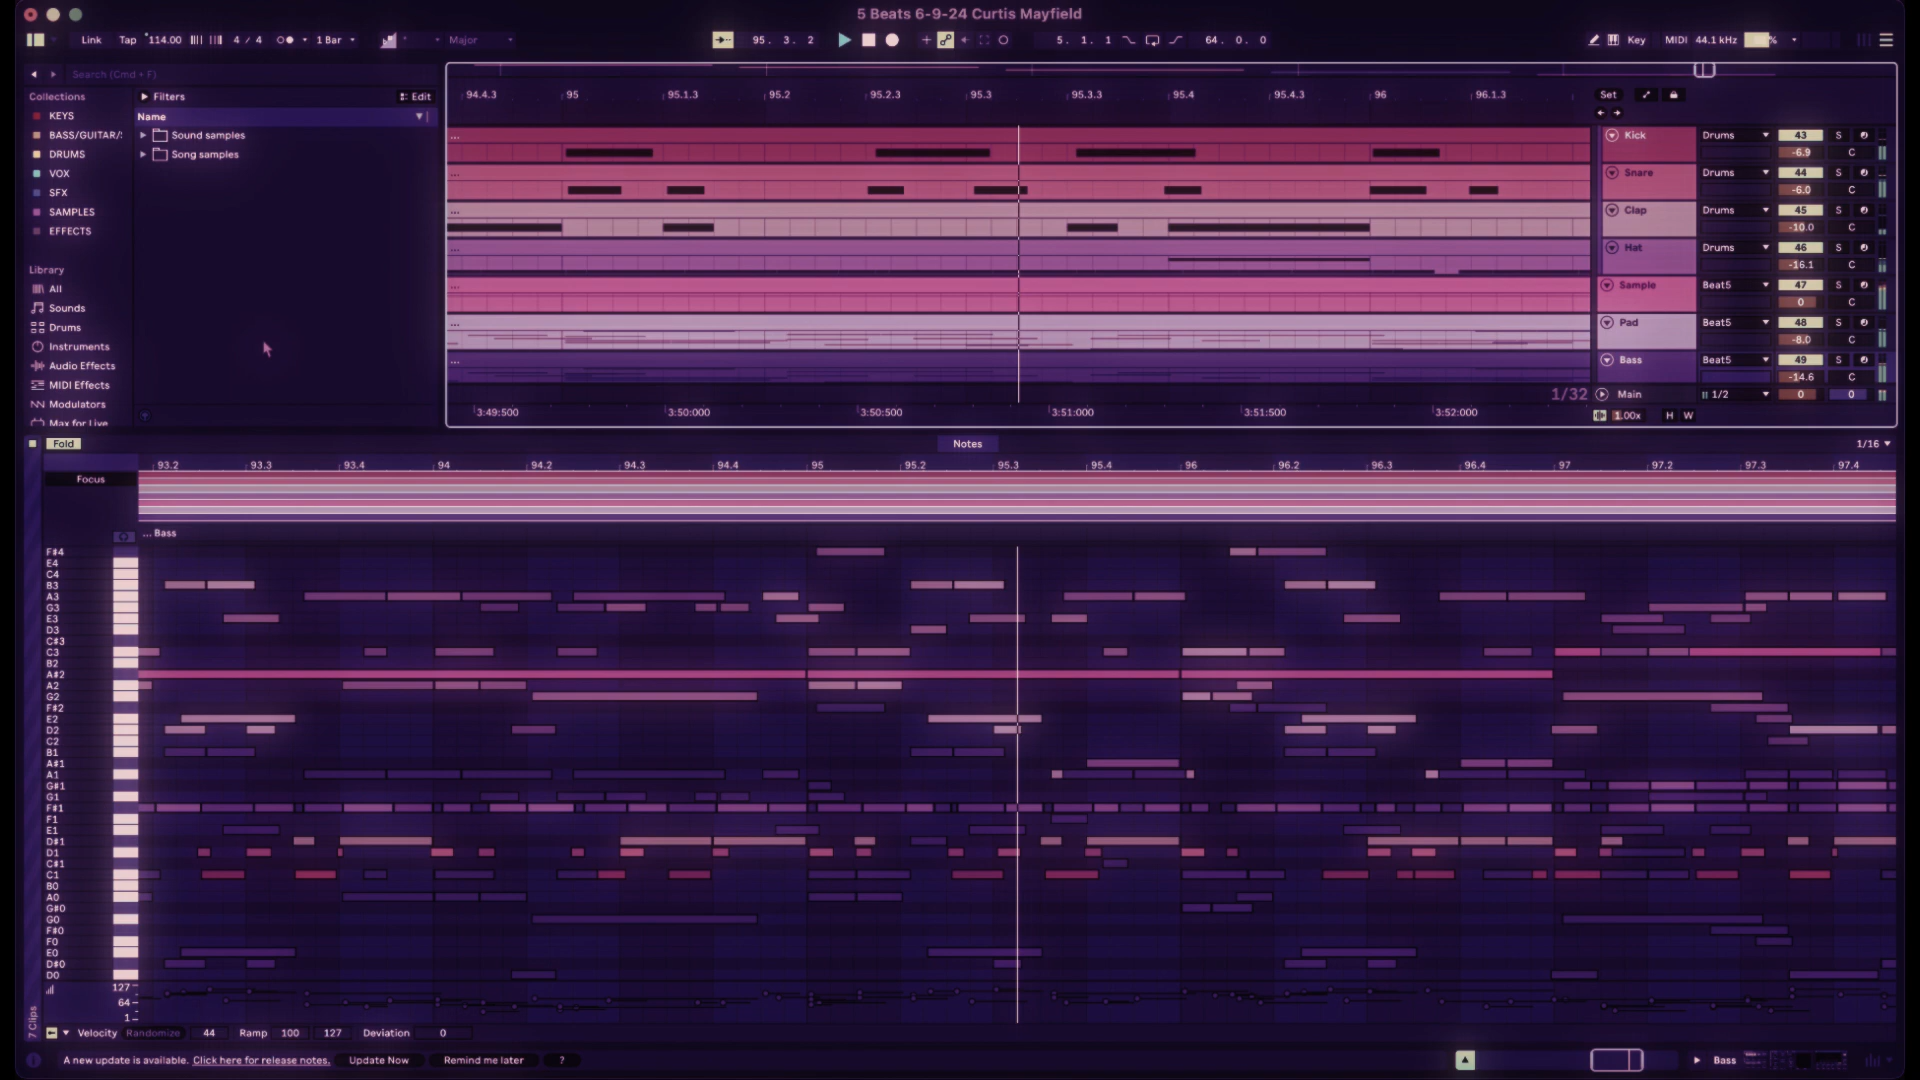 5 Beats 6-9-24 Curtis Mayfield
Link Tap 114.00 4 / 4 1 Bar Major 95. 3. 2 5. 1. 1 64. 0. 0 Key MIDI 44.1 kHz %
Search (Cmd + F)
Collections
KEYS
BASS/GUITAR/
DRUMS
VOX
SFX
SAMPLES
EFFECTS
Library
All
Sounds
Drums
Instruments
Audio Effects
MIDI Effects
Modulators
Max for Live
Filters Edit
Name
Sound samples
Song samples
94.4.3 95 95.1.3 95.2 95.2.3 95.3 95.3.3 95.4 95.4.3 96 96.1.3
Set
Kick Drums 43 S
-6.9 C
Snare Drums 44 S
-6.0 C
Clap Drums 45 S
-10.0 C
Hat Drums 46 S
-16.1 C
Sample Beat5 47 S
0 C
Pad Beat5 48 S
-8.0 C
Bass Beat5 49 S
-14.6 C
1/32 Main 1/2 0 0
3:49:500 3:50:000 3:50:500 3:51:000 3:51:500 3:52:000 1.00x H W
Fold Notes 1/16
93.2 93.3 93.4 94 94.2 94.3 94.4 95 95.2 95.3 95.4 96 96.2 96.3 96.4 97 97.2 97.3 97.4
Focus
... Bass
F#4
E4
C4
B3
A3
G3
E3
D3
C#3
C3
B2
A#2
A2
G2
F#2
E2
D2
C2
B1
A#1
A1
G#1
G1
F#1
F1
E1
D#1
D1
C#1
C1
B0
A0
G#0
G0
F#0
F0
E0
D#0
D0
127
64
1
7 Clips
Velocity Randomize 44 Ramp 100 127 Deviation 0
A new update is available. Click here for release notes. Update Now Remind me later ? Bass